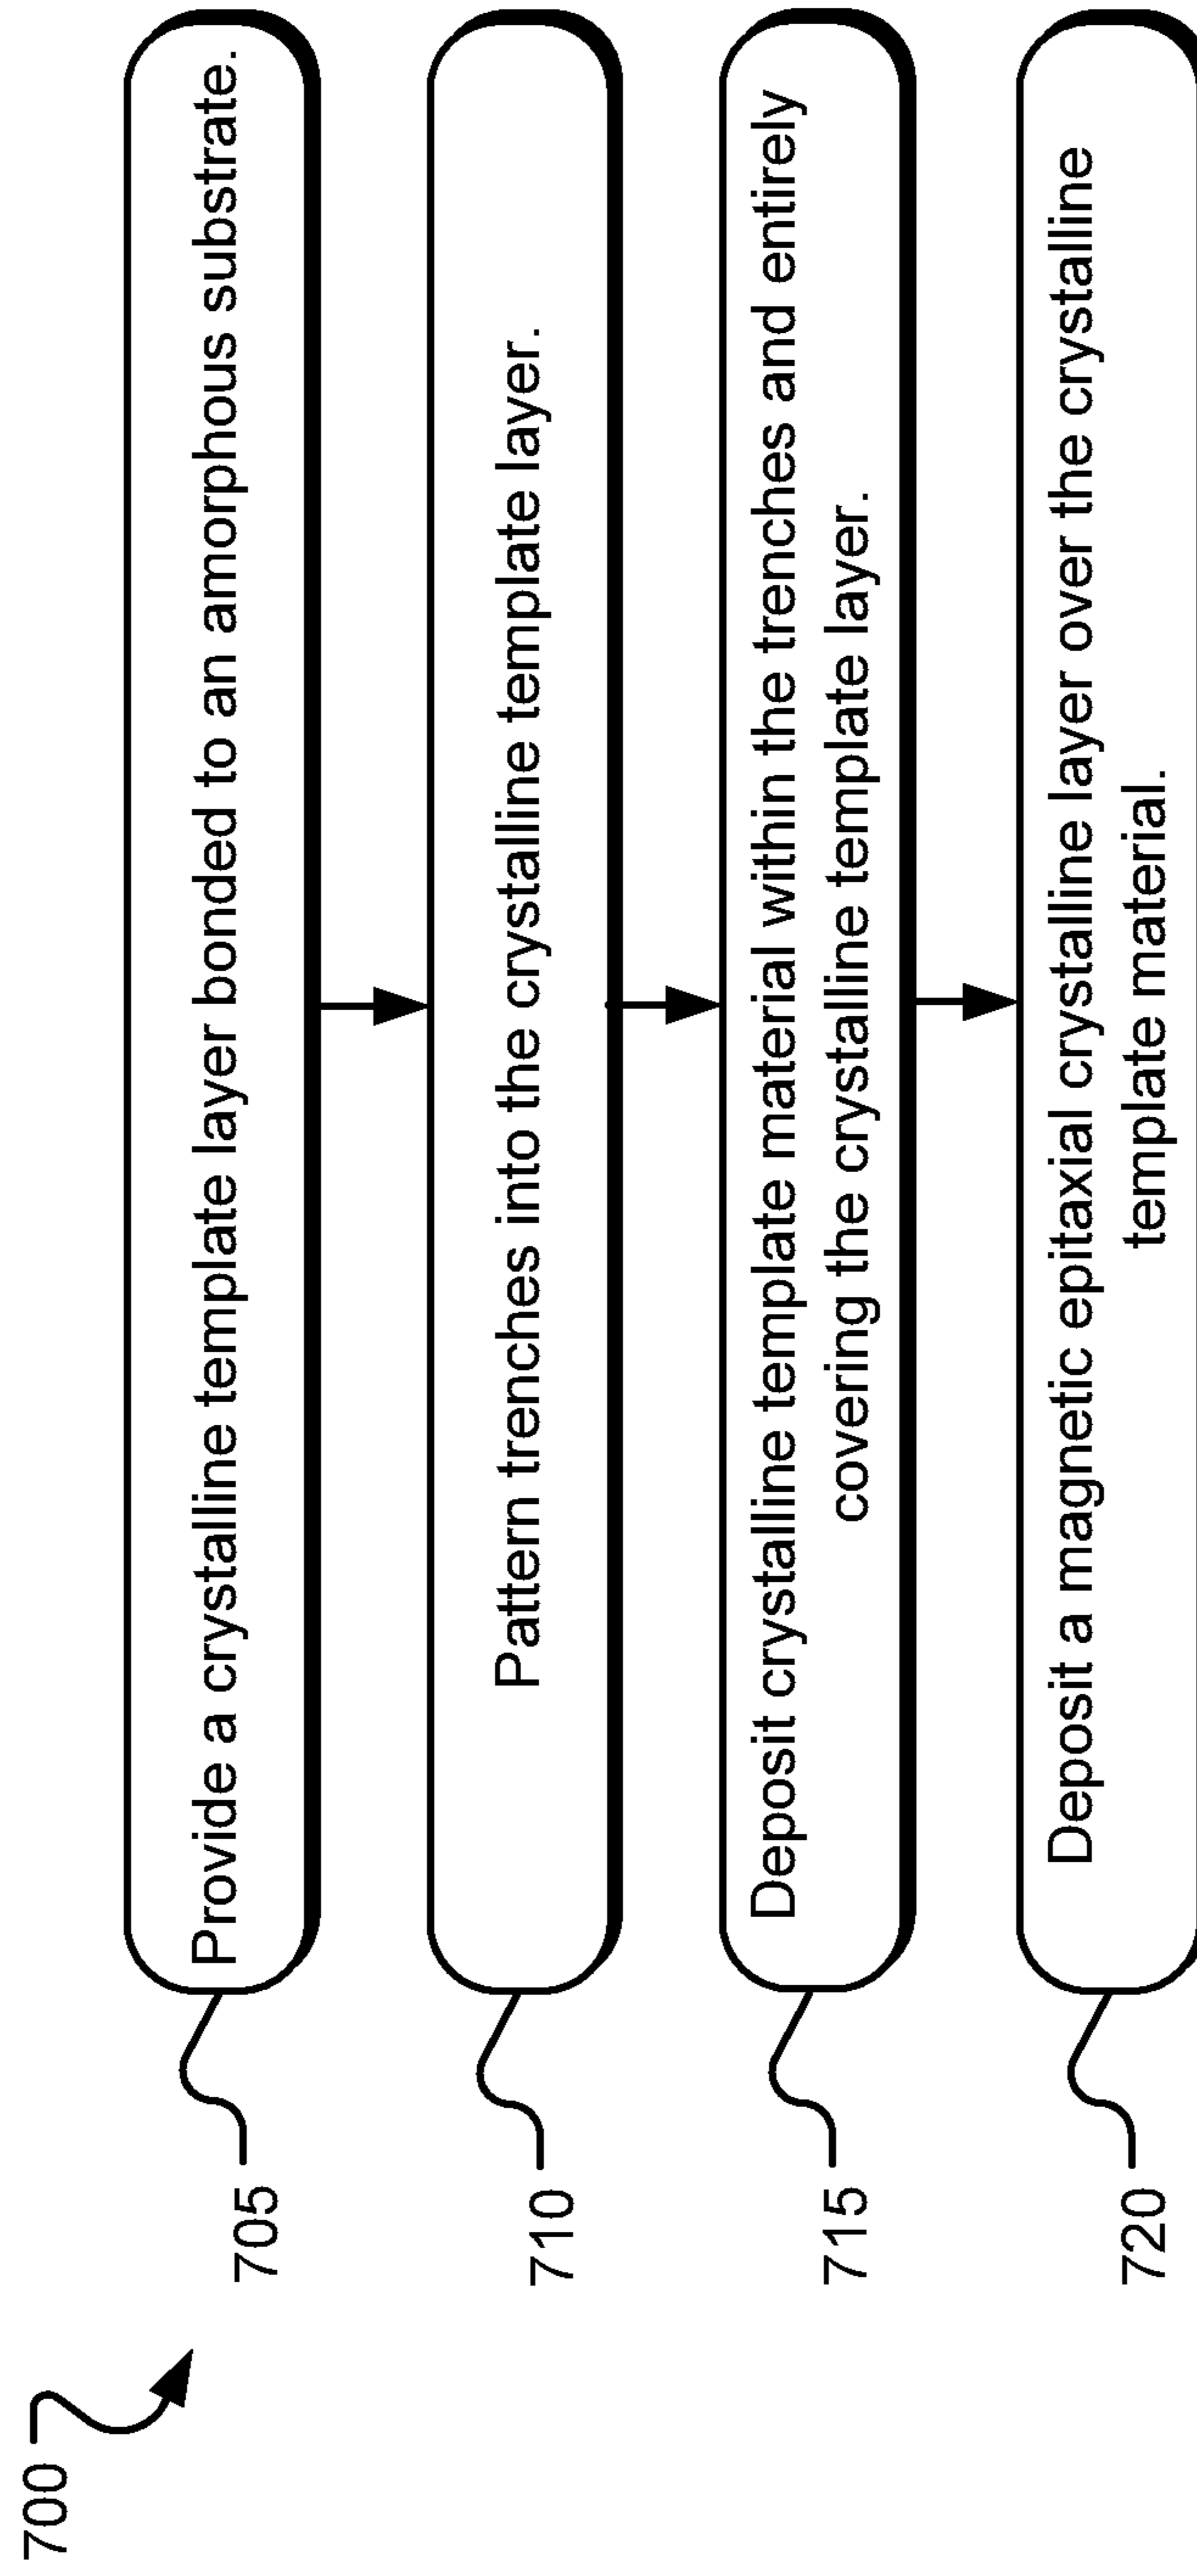 700
705
Provide a crystalline template layer bonded to an amorphous substrate.
710
Pattern trenches into the crystalline template layer.
715
Deposit crystalline template material within the trenches and entirely
covering the crystalline template layer.
720
Deposit a magnetic epitaxial crystalline layer over the crystalline
template material.